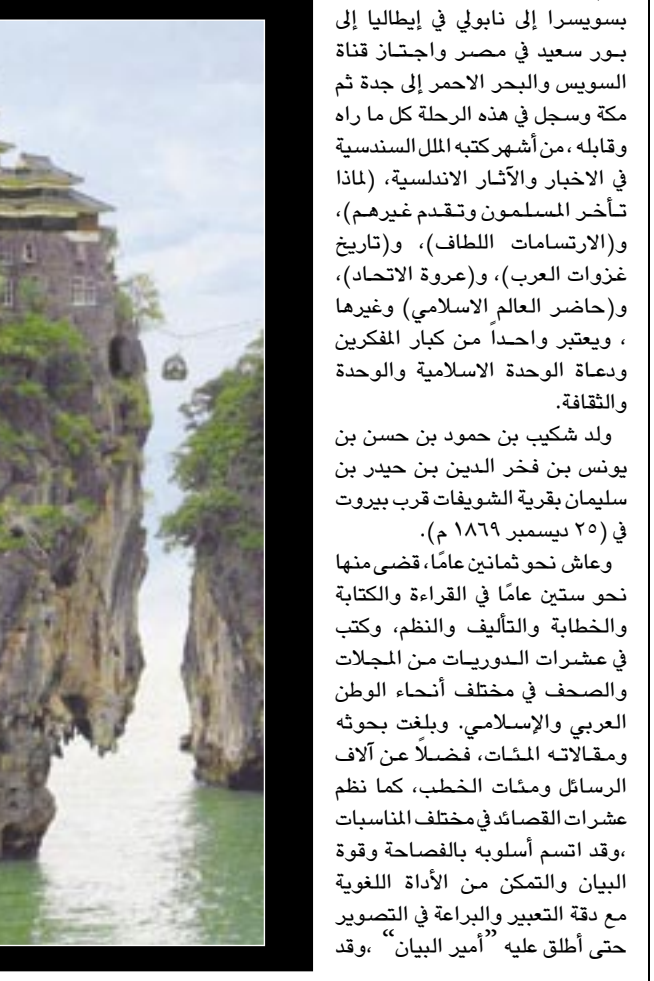 بسويسرا إلى نابولي في إيطاليا إلى
بور سعيد في مصر واجتاز قناة
السويس والبحر الاحمر إلى جدة ثم
مكة وسجل في هذه الرحلة كل ما راه
وقابله ،من أشهر كتبه الملل السندسية
في الاخبار والآثار الاندلسية، (لماذا
تأخر المسلمون وتقدم غيرهم)،
و(الارتسامات اللطاف)، و(تاريخ
غزوات العرب)، و(عروة الاتحاد)،
و(حاضر العالم الاسلامي) وغيرها
، ويعتبر واحداً من كبار المفكرين
ودعاة الوحدة الاسلامية والوحدة
والثقافة.
ولد شكيب بن حمود بن حسن بن
يونس بن فخر الدين بن حيدر بن
سليمان بقرية الشويفات قرب بيروت
في (٢٥ ديسمبر ١٨٦٩ م).
وعاش نحو ثمانين عامًا، قضى منها
نحو ستين عامًا في القراءة والكتابة
والخطابة والتأليف والنظم، وكتب
في عشرات الدوريات من المجلات
والصحف في مختلف أنحاء الوطن
العربي والإسلامي. وبلغت بحوثه
ومقالاته المئات، فضلاً عن آلاف
الرسائل ومئات الخطب، كما نظم
عشرات القصائد في مختلف المناسبات
،وقد اتسم أسلوبه بالفصاحة وقوة
البيان والتمكن من الأداة اللغوية
مع دقة التعبير والبراعة في التصوير
حتى أطلق عليه “أمير البيان“ ،وقد